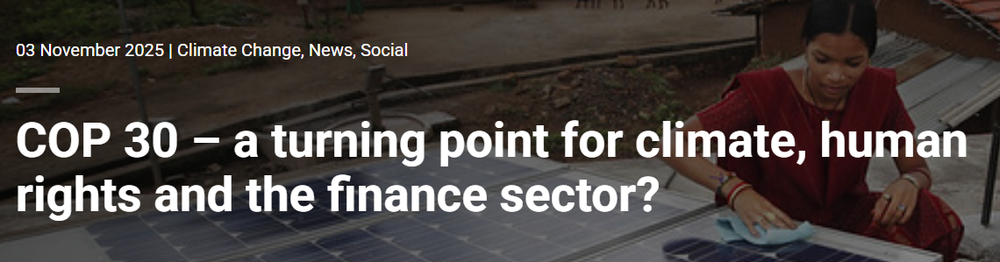 03 November 2025 | Climate Change, News, Social
COP 30 – a turning point for climate, human
rights and the finance sector?